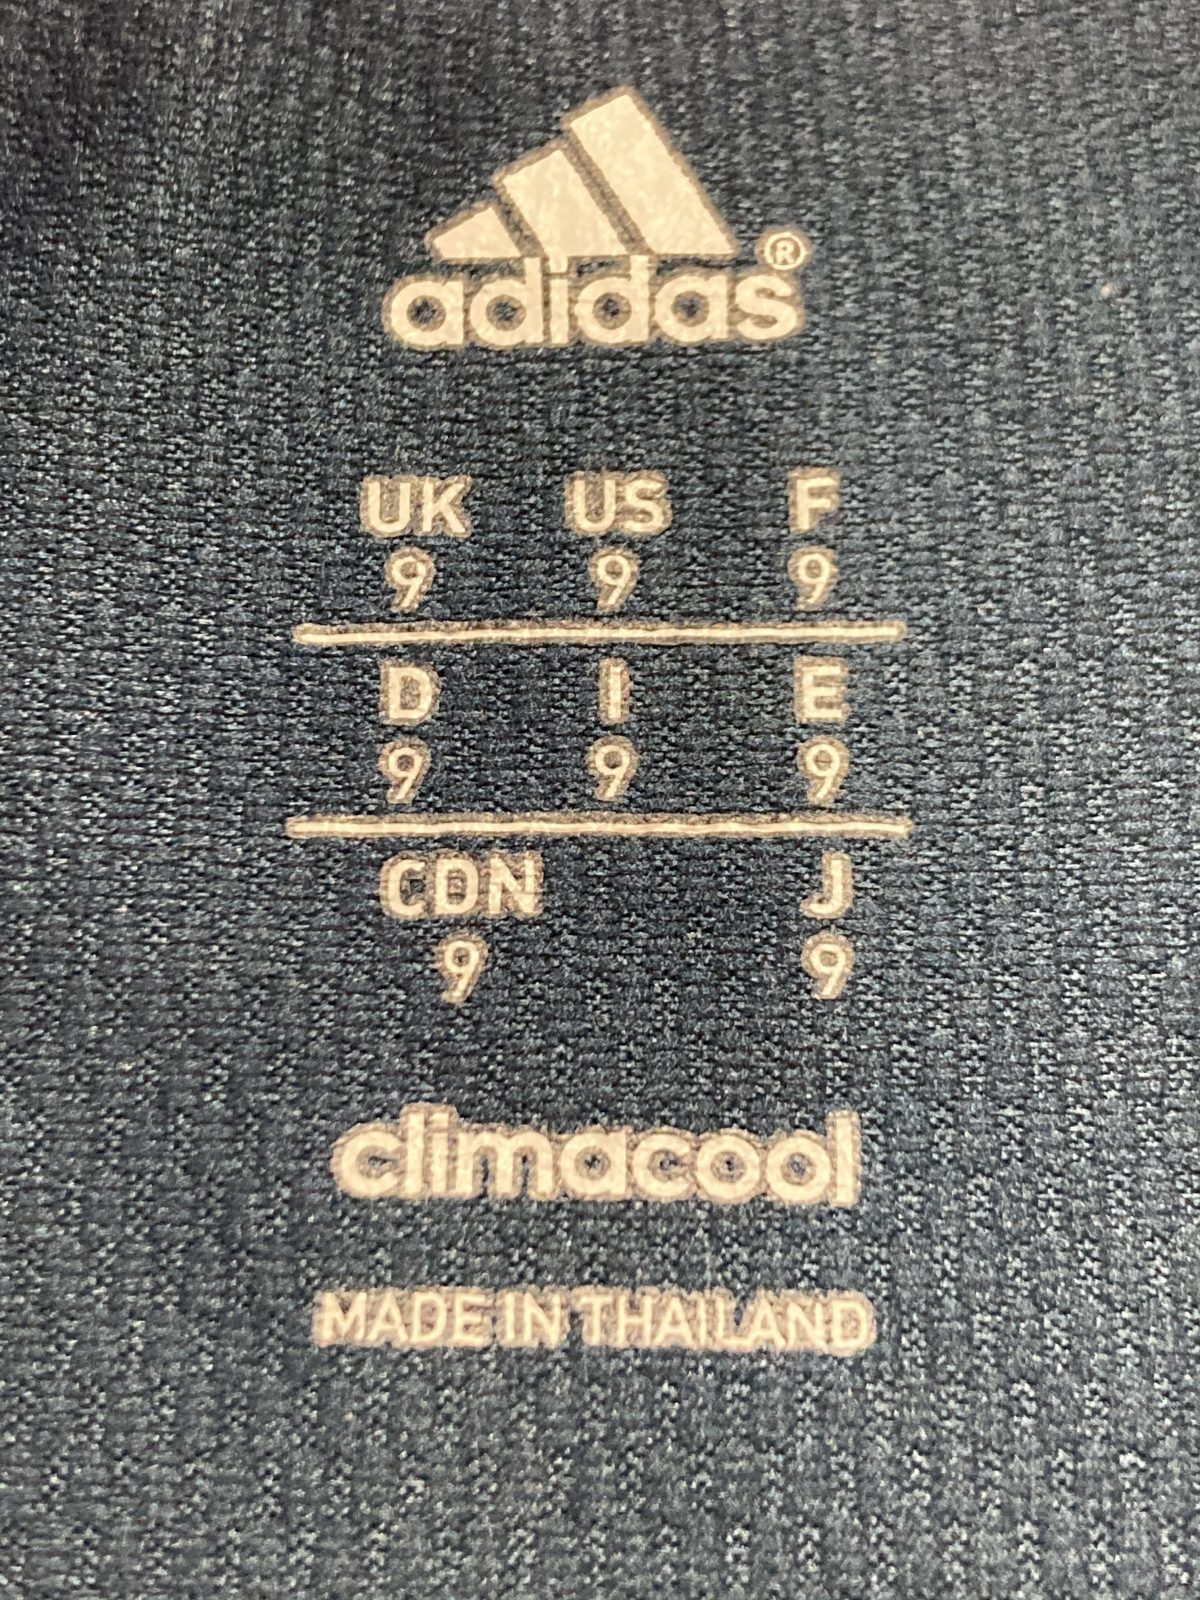 adidas®
UK US F
9 9 9
D I E
9 9 9
CDN J
9 9
climacool
MADE IN THAILAND